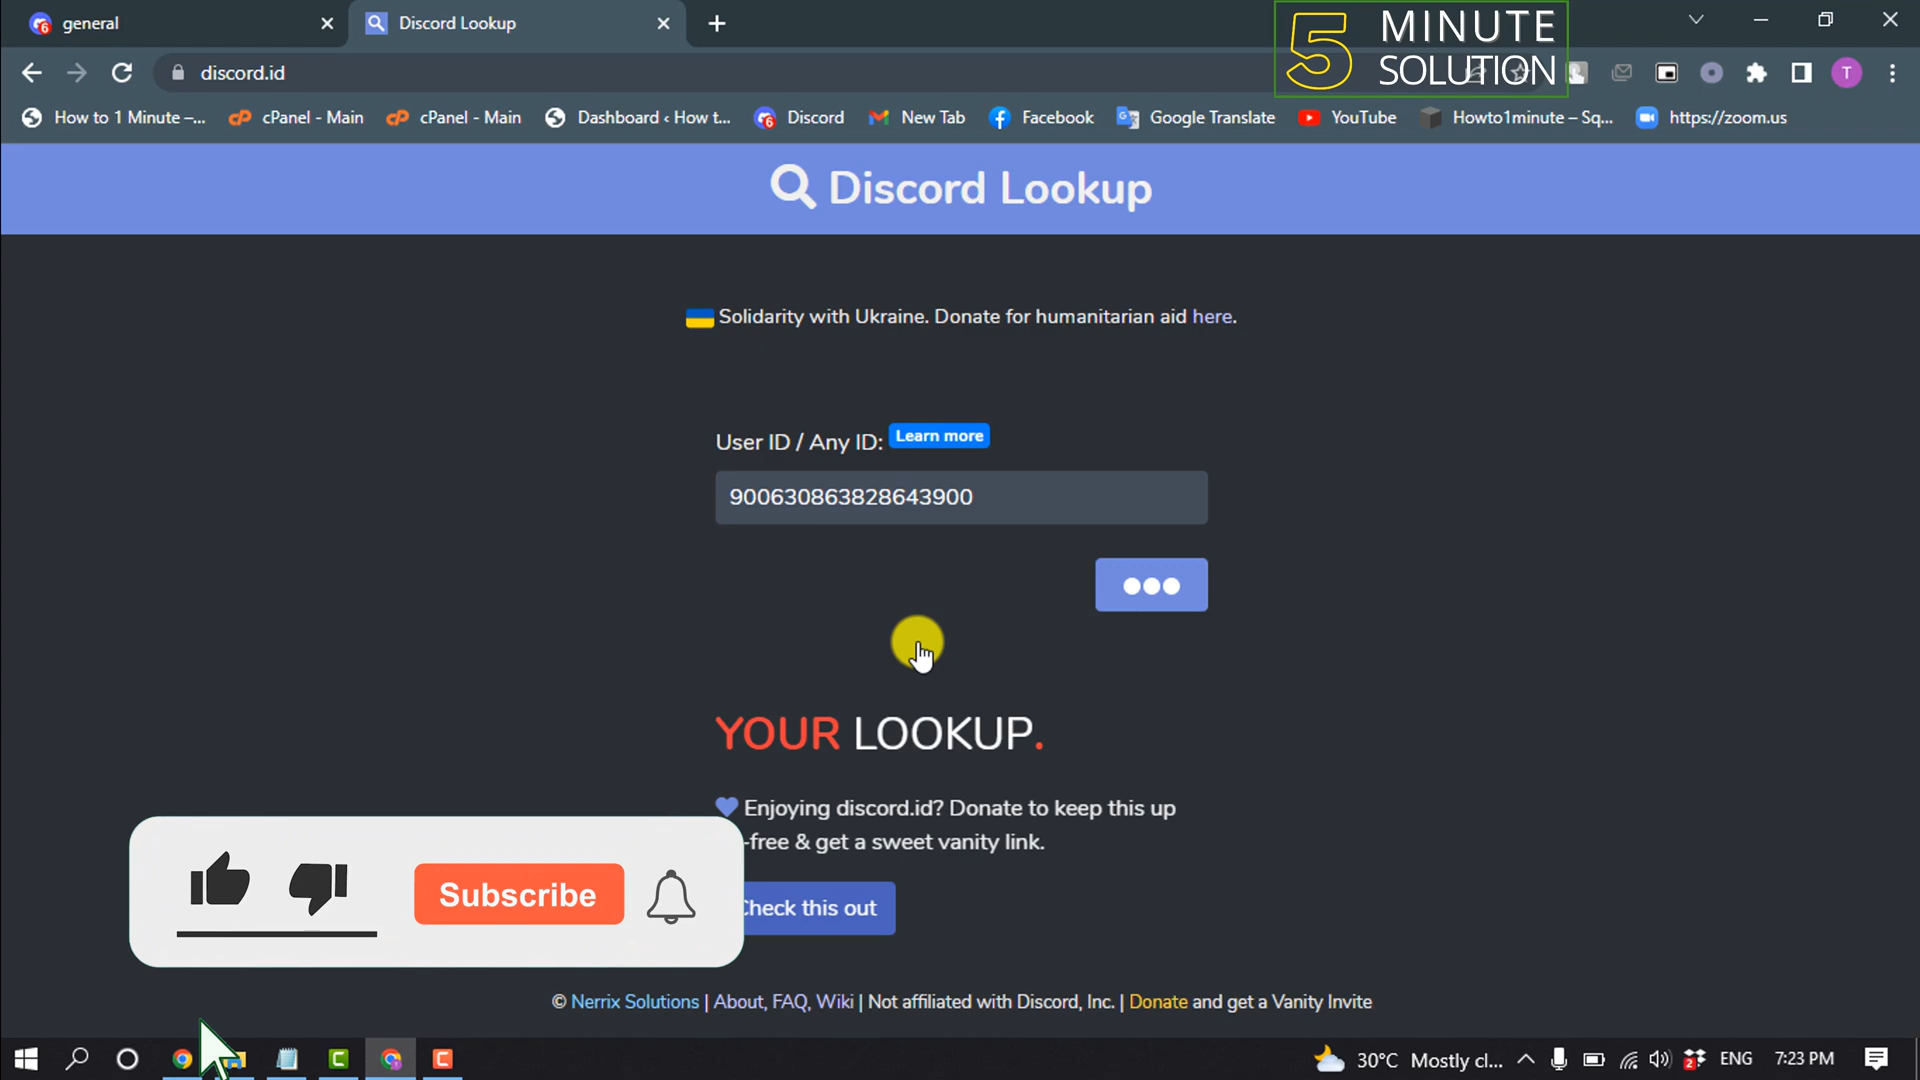 general
Discord Lookup
5 MINUTE
SOLUTION
discord.id
T
How to 1 Minute –...
cPanel - Main
cPanel - Main
Dashboard ‹ How t...
Discord
New Tab
Facebook
Google Translate
YouTube
Howto1minute – Sq...
https://zoom.us
Discord Lookup
Solidarity with Ukraine. Donate for humanitarian aid here.
User ID / Any ID: Learn more
900630863828643900
YOUR LOOKUP.
Enjoying discord.id? Donate to keep this up
-free & get a sweet vanity link.
Check this out
Subscribe
© Nerrix Solutions | About, FAQ, Wiki | Not affiliated with Discord, Inc. | Donate and get a Vanity Invite
30°C Mostly cl... ENG 7:23 PM